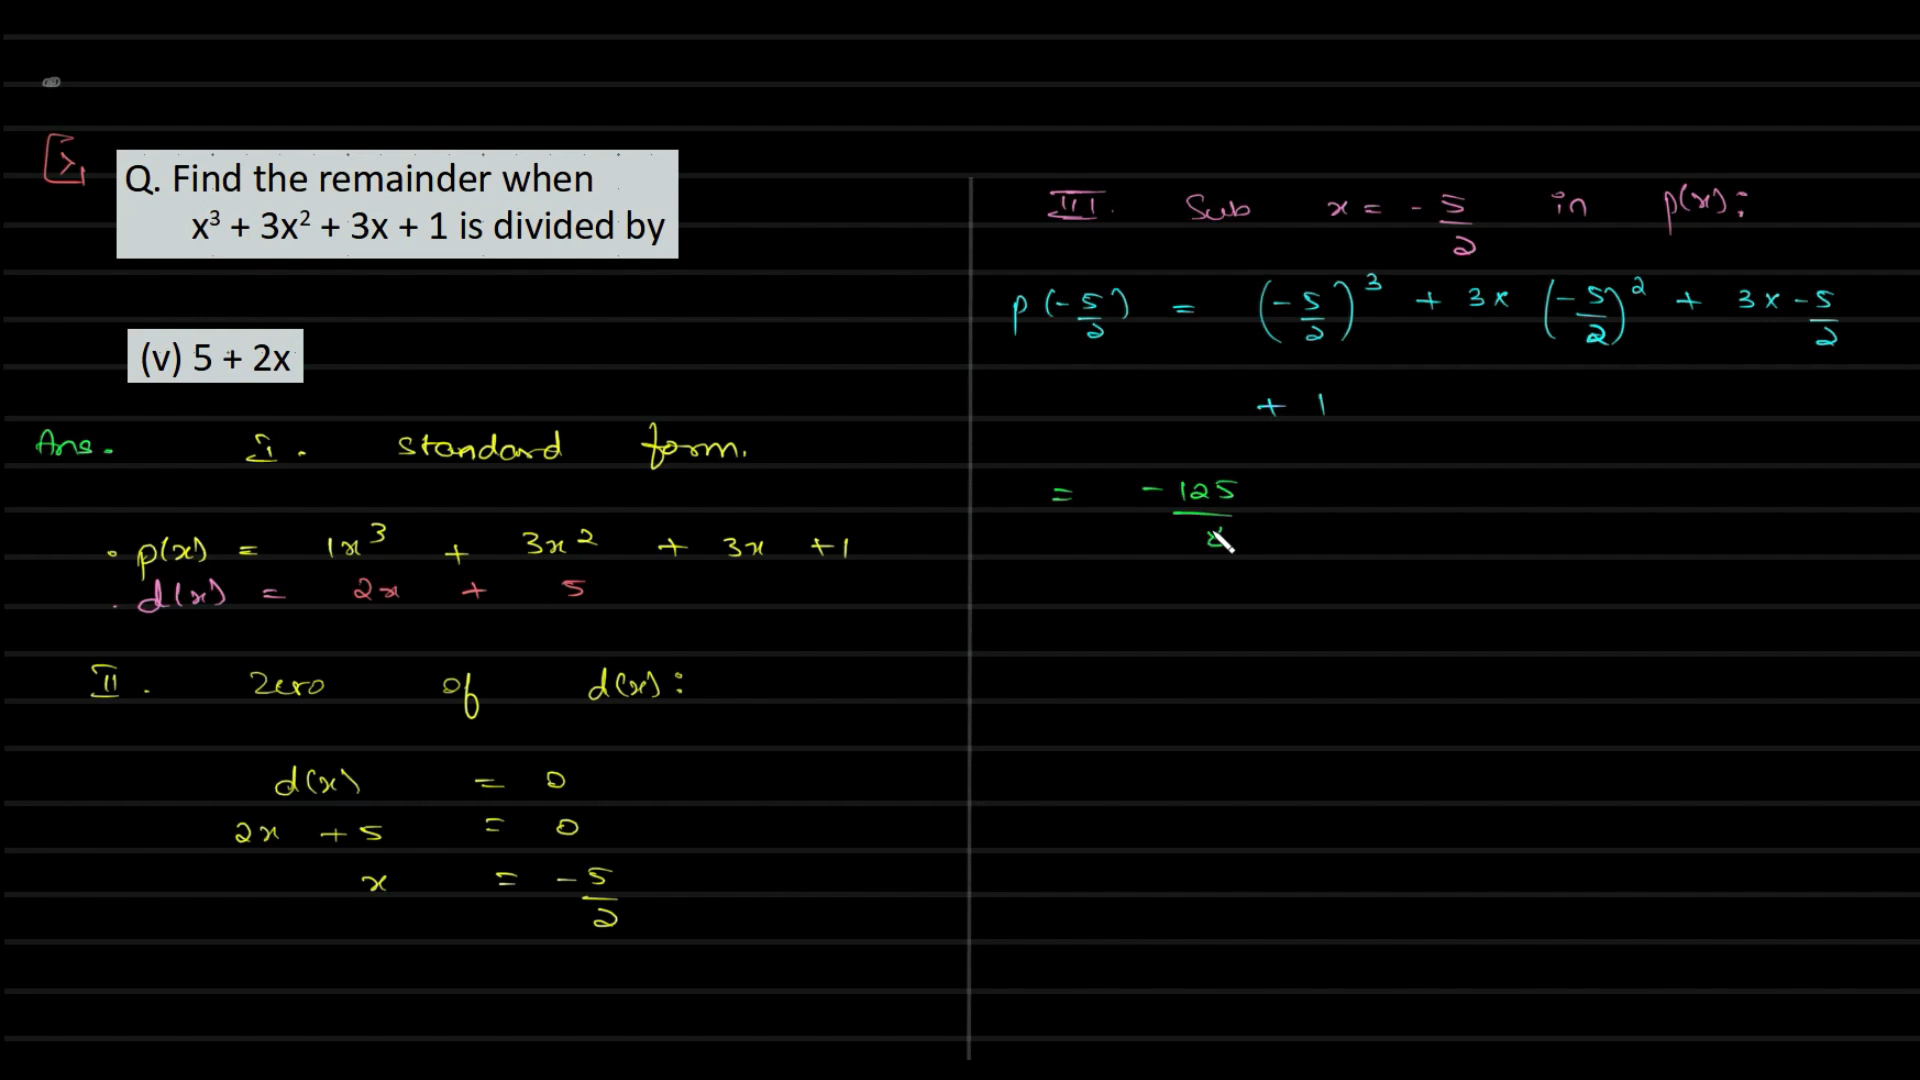 Q. Find the remainder when
x³ + 3x² + 3x + 1 is divided by
(v) 5 + 2x
Ans. I. standard form.
• p(x) = 1x³ + 3x² + 3x + 1
• d(x) = 2x + 5
II. Zero of d(x):
d(x) = 0
2x + 5 = 0
x = -5/2
III. Sub x = -5/2 in p(x):
p(-5/2) = (-5/2)³ + 3x (-5/2)² + 3x -5/2
+ 1
= -125